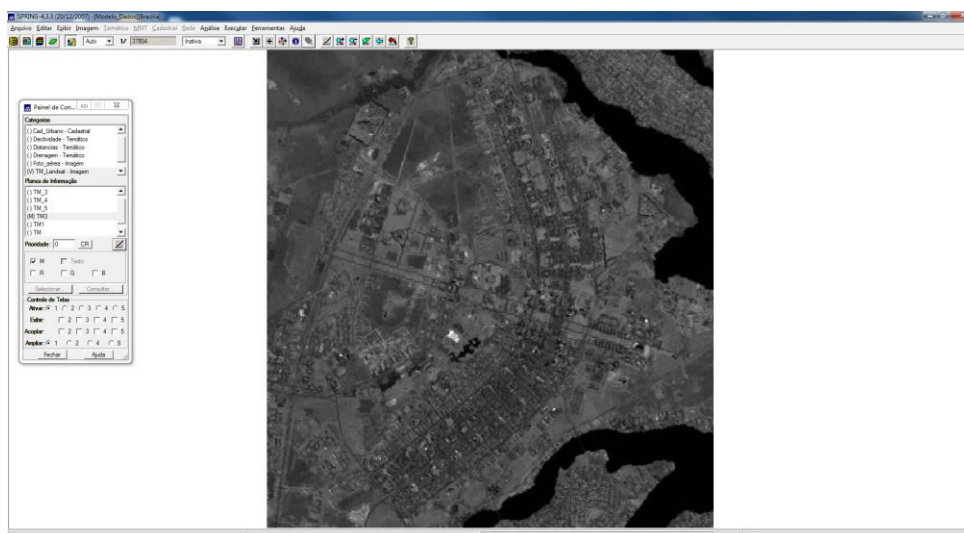 SPRING-4.3.3 (20/12/2007) -[Modelo_Dados][Brasilia]
Arquivo Editar Exibir Imagem Temático MNT Cadastral Rede Análise Executar Ferramentas Ajuda
Auto 1/ 37804 Inativa
Painel de Con...
Categorias
( ) Cad_Urbano - Cadastral
( ) Declividade - Temático
( ) Distancias - Temático
( ) Drenagem - Temático
( ) Foto_aérea - Imagem
(V) TM_Landsat - Imagem
Planos de Informação
( ) TM_3
( ) TM_4
( ) TM_5
(M) TM3
( ) TM1
( ) TM
Prioridade: 0 CR
M Texto
R G B
Selecionar... Consultar...
Controle de Telas
Ativar: 1 2 3 4 5
Exibir: 2 3 4 5
Acoplar: 2 3 4 5
Ampliar: 1 2 4 8
Fechar Ajuda